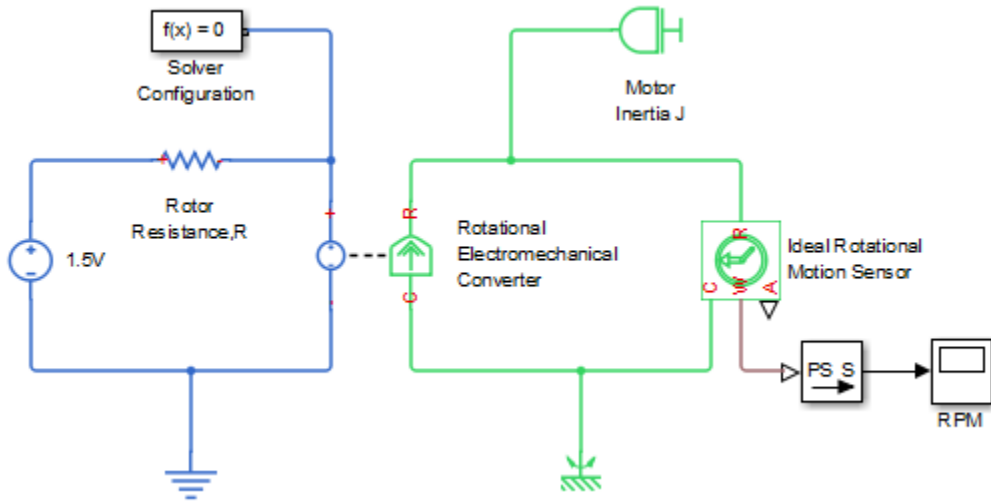 f(x) = 0
Solver
Configuration
Motor
Inertia J
+
-
Rotor
Resistance,R
+
-
1.5V
+
-
R
C
Rotational
Electromechanical
Converter
R
C
W
A
Ideal Rotational
Motion Sensor
PS S
RPM